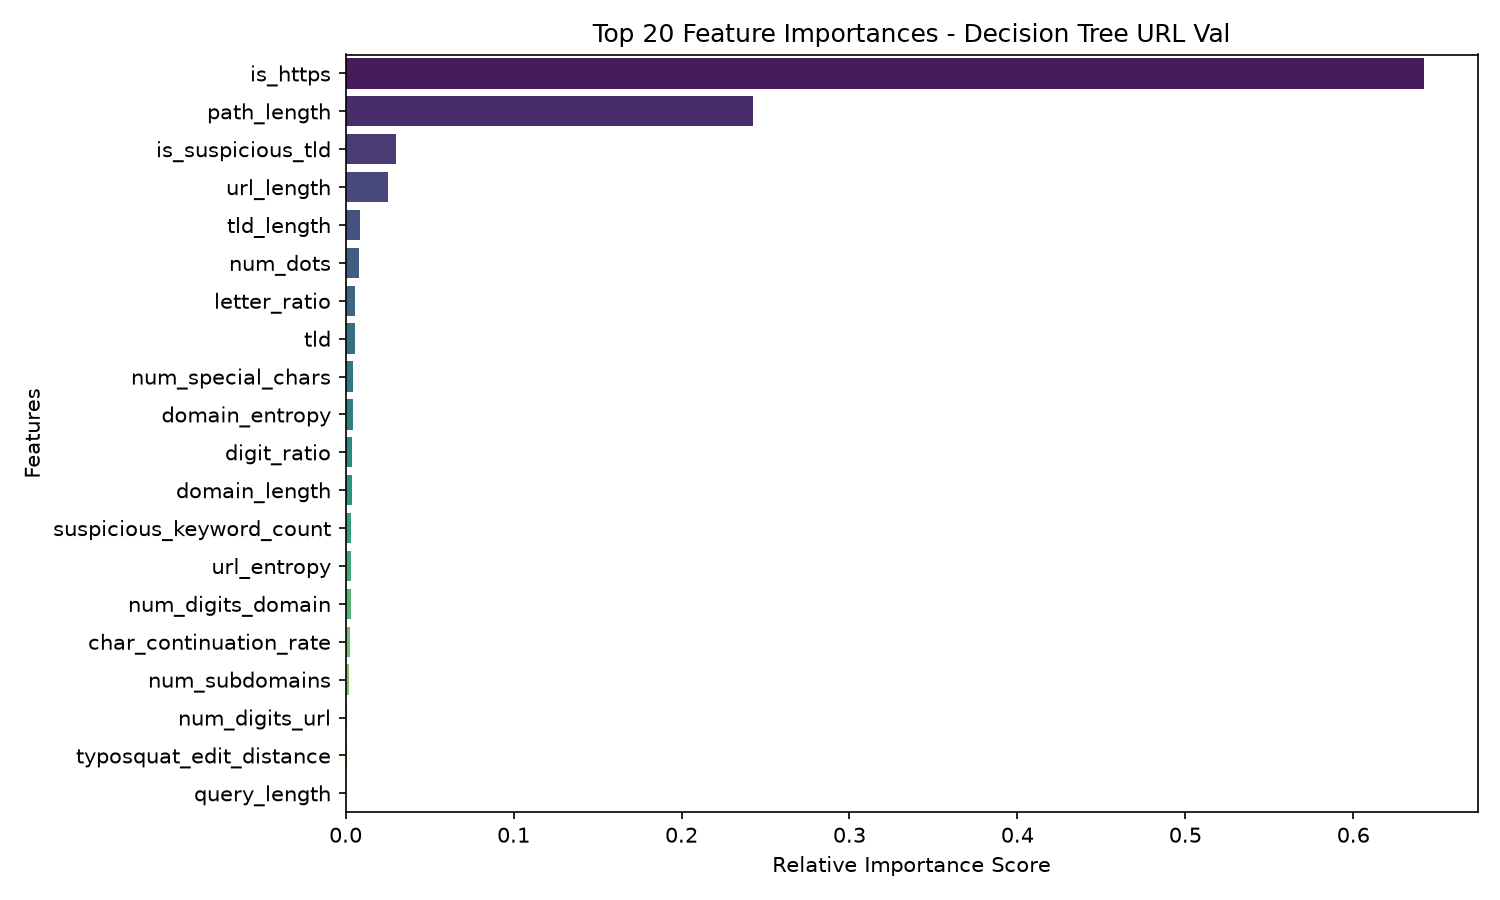 Top 20 Feature Importances - Decision Tree URL Val
Features
is_https
path_length
is_suspicious_tld
url_length
tld_length
num_dots
letter_ratio
tld
num_special_chars
domain_entropy
digit_ratio
domain_length
suspicious_keyword_count
url_entropy
num_digits_domain
char_continuation_rate
num_subdomains
num_digits_url
typosquat_edit_distance
query_length
0.0 0.1 0.2 0.3 0.4 0.5 0.6
Relative Importance Score